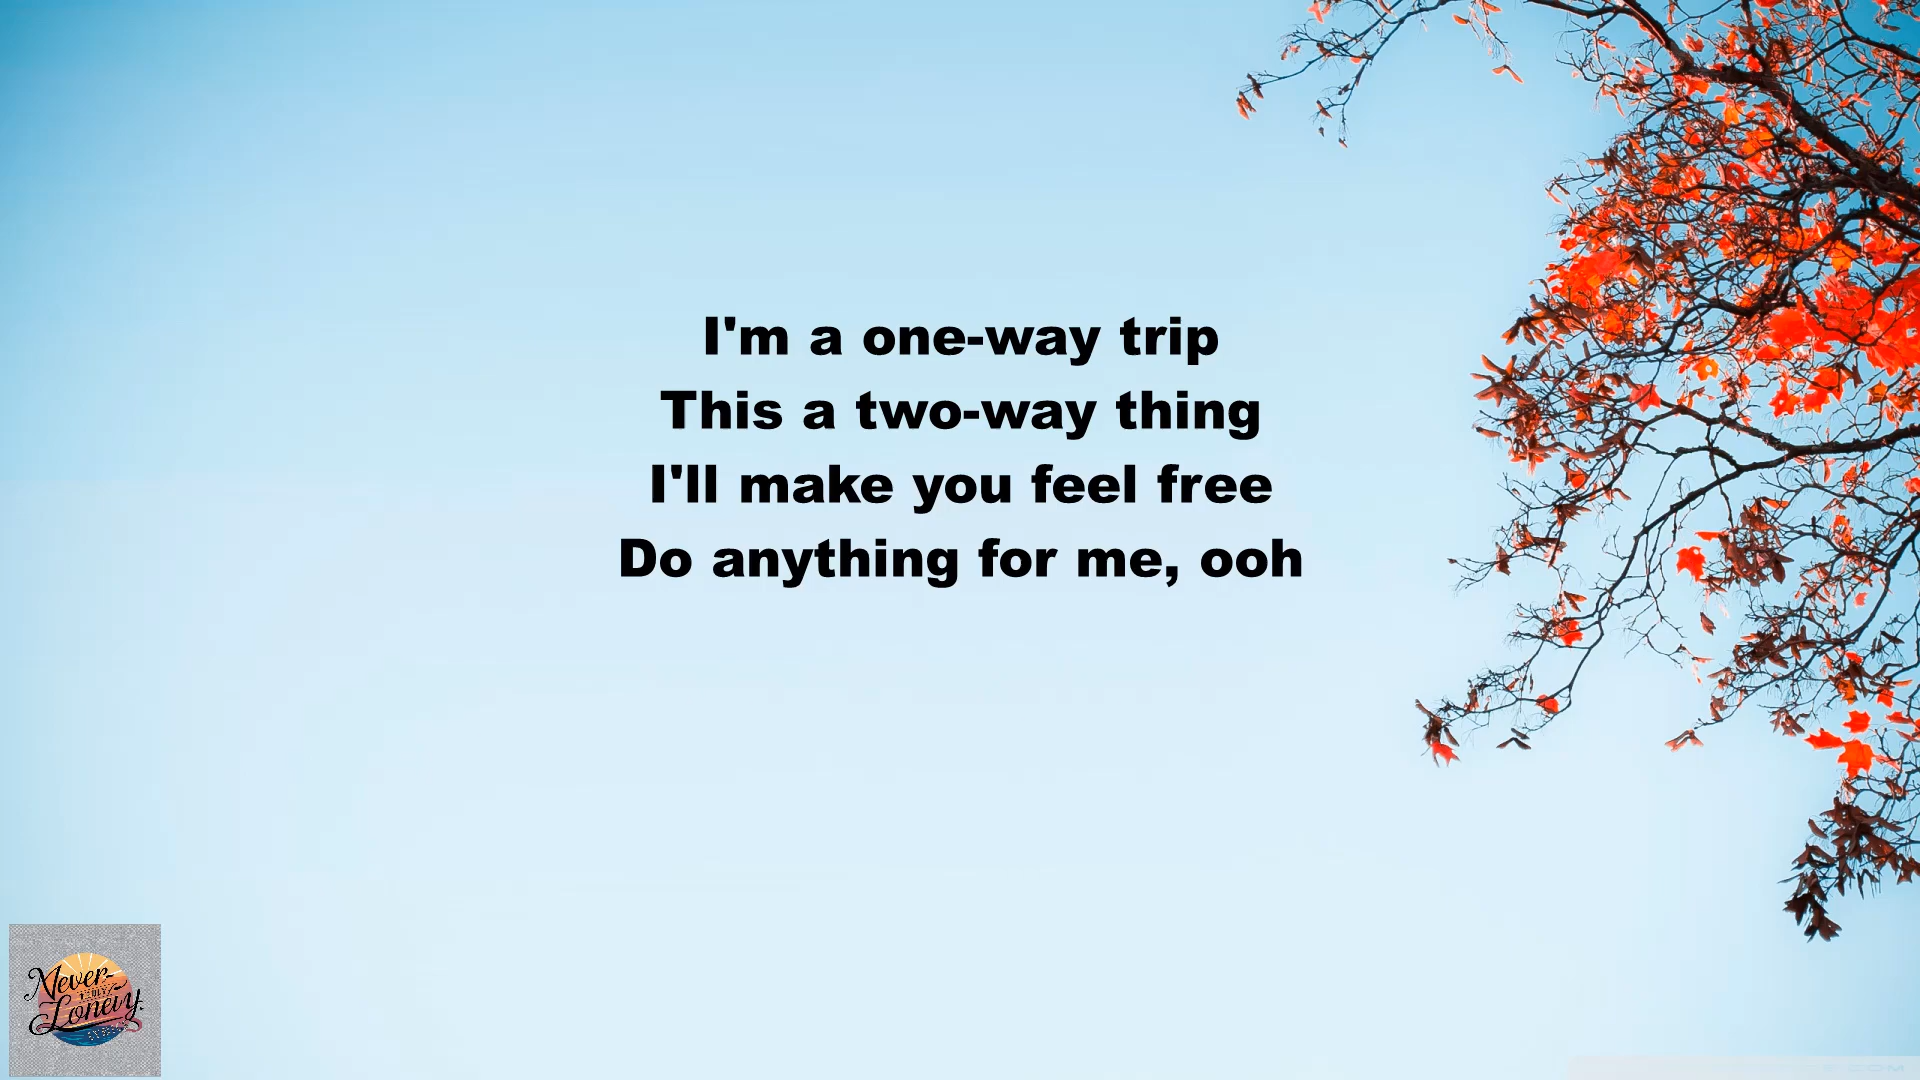 I'm a one-way trip
This a two-way thing
I'll make you feel free
Do anything for me, ooh
Never
Lonely